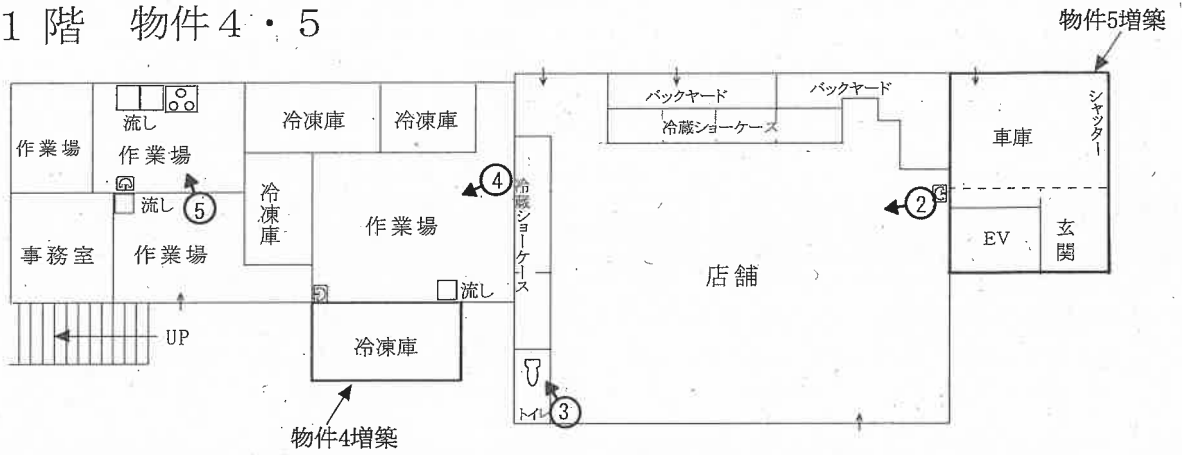 1階　物件4・5
物件5増築
バックヤード
バックヤード
冷蔵ショーケース
シャッター
車庫
流し
作業場
作業場
冷凍庫
冷凍庫
冷凍庫
④
冷蔵ショーケース
②
⑤
流し
作業場
事務室
作業場
店舗
EV
玄関
流し
UP
冷凍庫
トイレ
③
物件4増築